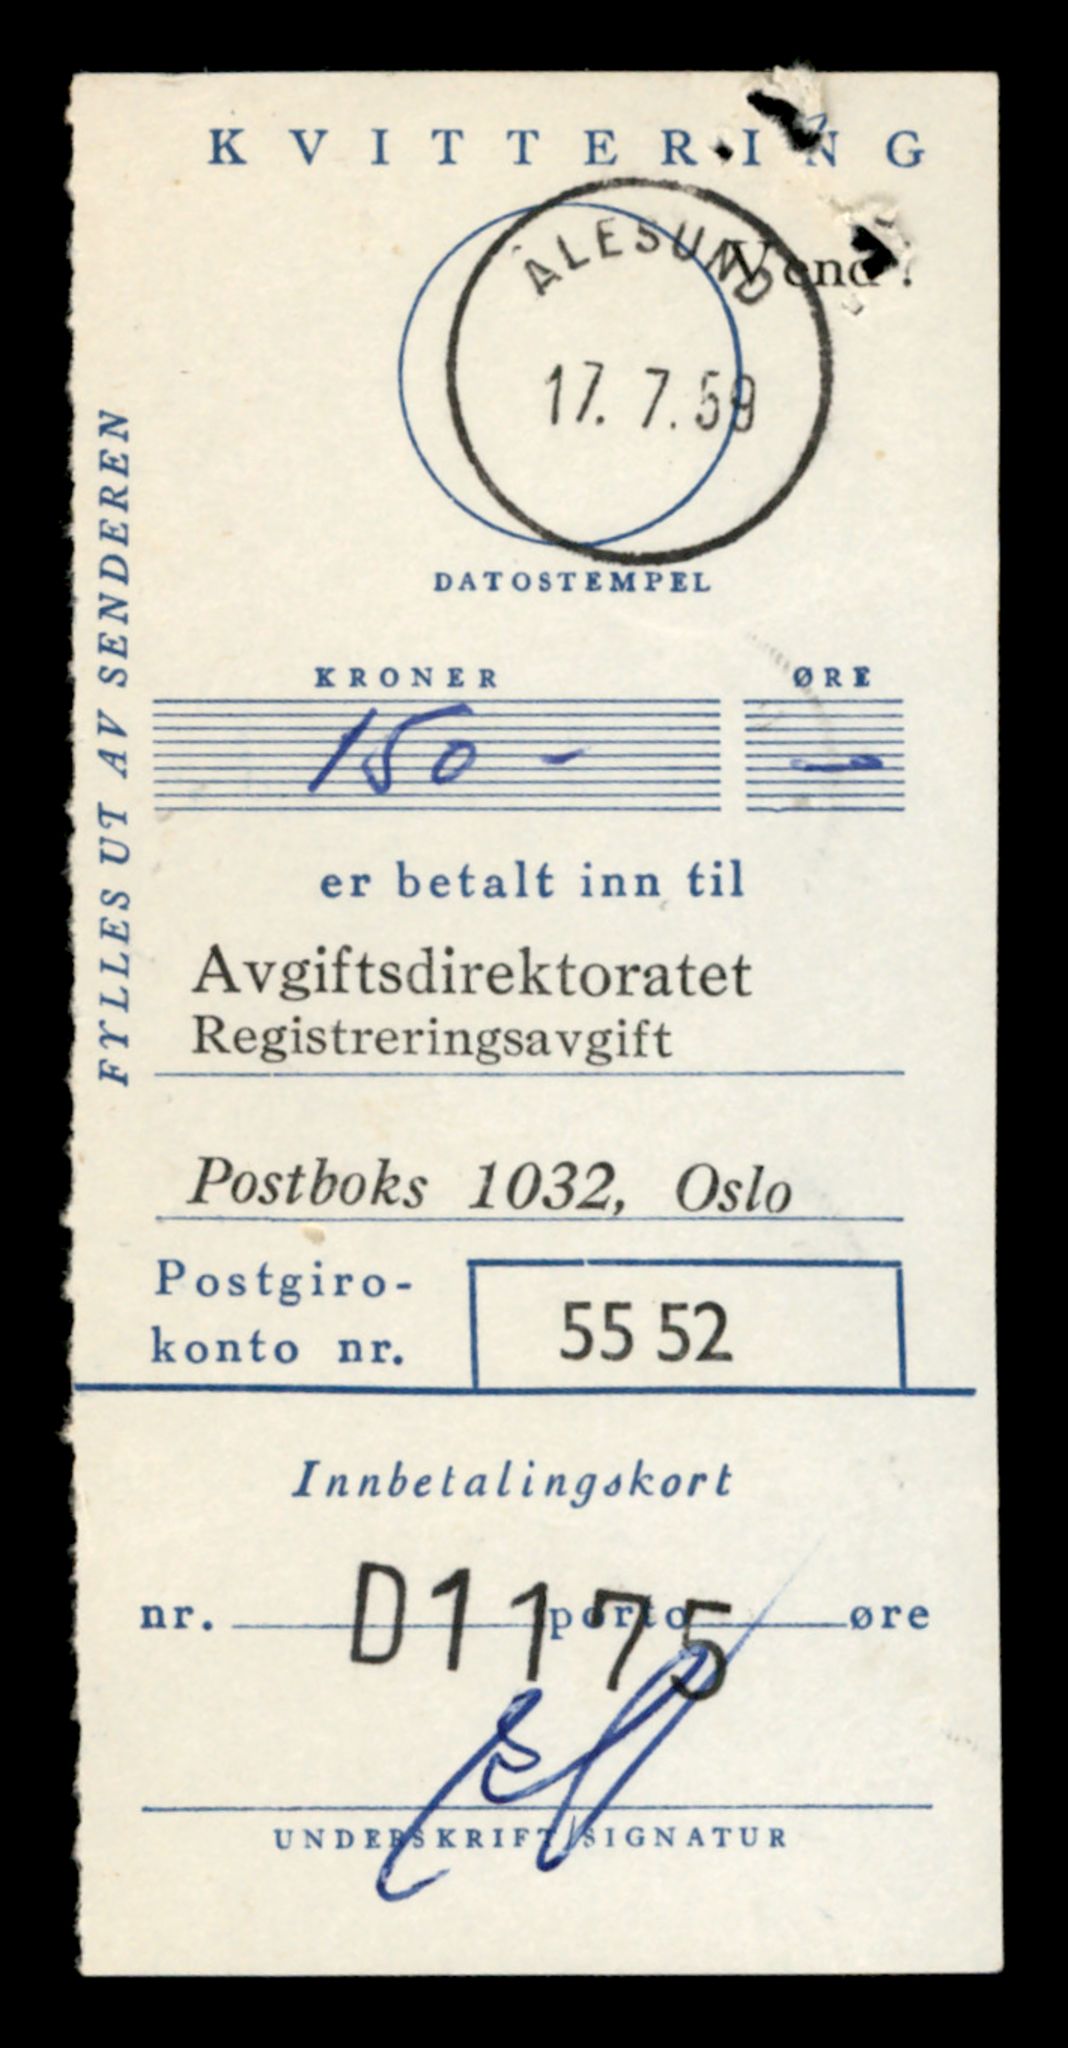 KVITTERING
Vend!
ÅLESUND
17. 7. 59
DATOSTEMPEL
FYLLES UT AV SENDEREN
KRONER ØRE
150 - -
er betalt inn til
Avgiftsdirektoratet
Registreringsavgift
Postboks 1032, Oslo
Postgiro-
konto nr. 55 52
Innbetalingskort
nr. D1175 porto øre
UNDERSKRIFT/SIGNATUR